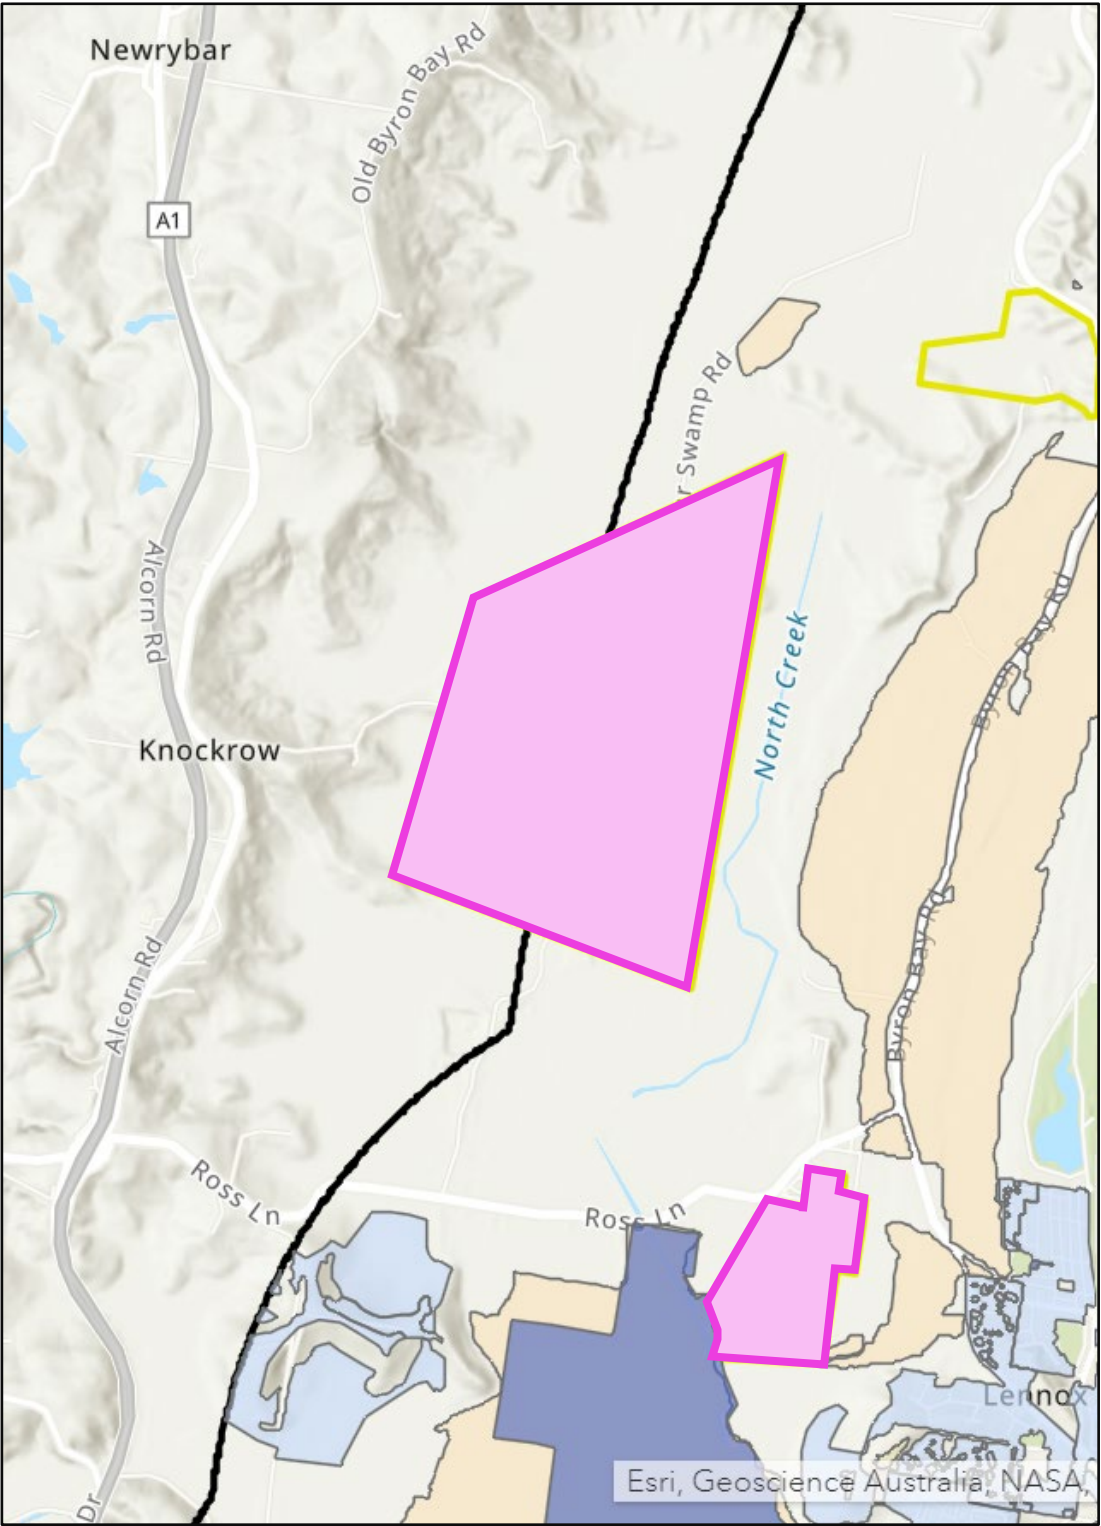 Newrybar
Old Byron Bay Rd
A1
r Swamp Rd
Alcorn Rd
North Creek
Byron Bay Rd
Knockrow
Byron Bay Rd
Alcorn Rd
Ross Ln
Ross Ln
Lennox
Dr
Esri, Geoscience Australia, NASA,